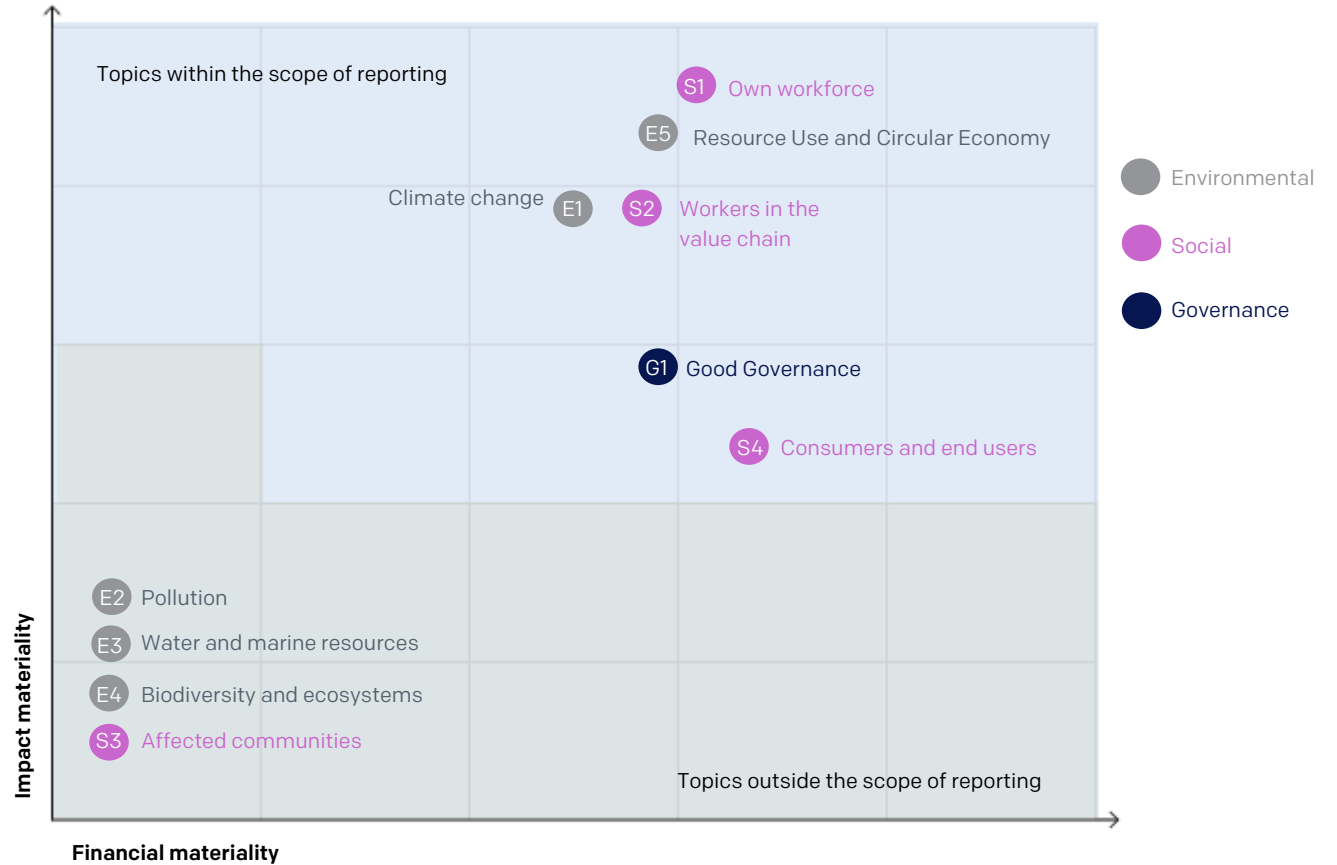 Topics within the scope of reporting
S1 Own workforce
E5 Resource Use and Circular Economy
Climate change E1
S2 Workers in the
value chain
G1 Good Governance
S4 Consumers and end users
E2 Pollution
E3 Water and marine resources
E4 Biodiversity and ecosystems
S3 Affected communities
Topics outside the scope of reporting
Impact materiality
Financial materiality
Environmental
Social
Governance